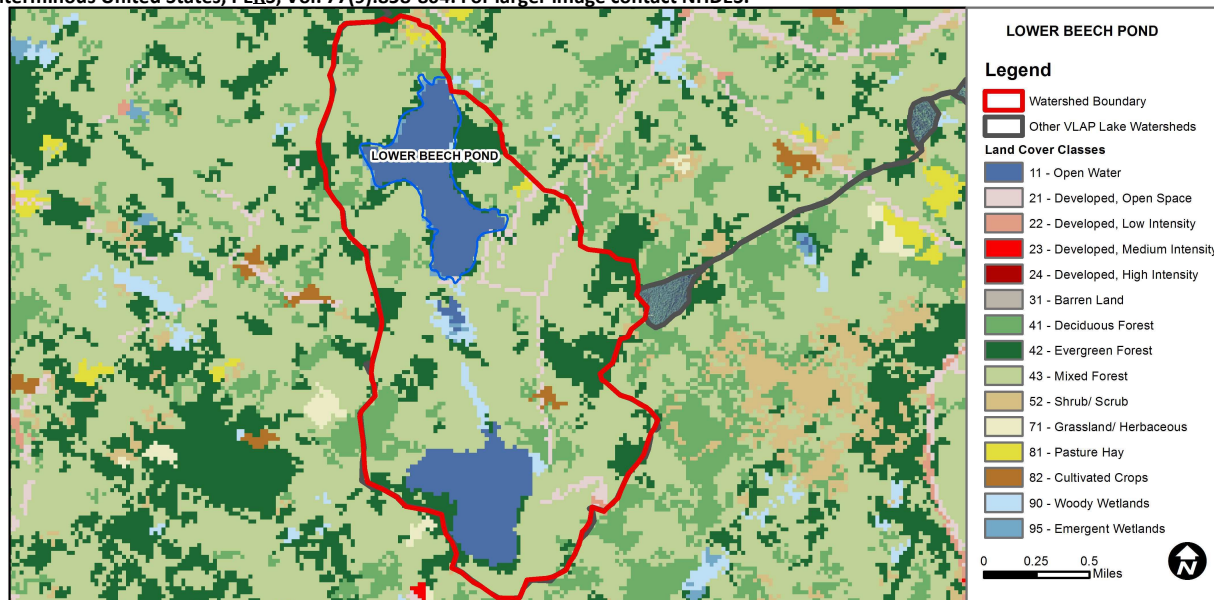 LOWER BEECH POND
Legend
Watershed Boundary
Other VLAP Lake Watersheds
Land Cover Classes
11 - Open Water
21 - Developed, Open Space
22 - Developed, Low Intensity
23 - Developed, Medium Intensity
24 - Developed, High Intensity
31 - Barren Land
41 - Deciduous Forest
42 - Evergreen Forest
43 - Mixed Forest
52 - Shrub/ Scrub
71 - Grassland/ Herbaceous
81 - Pasture Hay
82 - Cultivated Crops
90 - Woody Wetlands
95 - Emergent Wetlands
0 0.25 0.5
Miles
N
LOWER BEECH POND